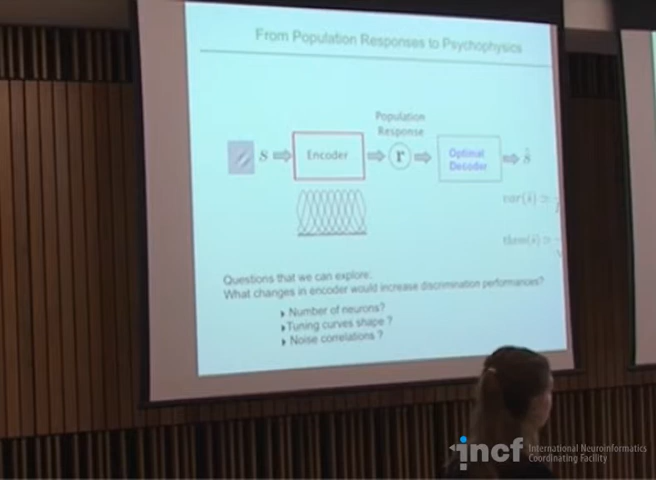 From Population Responses to Psychophysics
Population
Response
s
Encoder
r
Optimal
Decoder
ŝ
var(ŝ) ≃
Questions that we can explore:
What changes in encoder would increase discrimination performances?
Number of neurons?
Tuning curves shape ?
Noise correlations ?
incf
International Neuroinformatics
Coordinating Facility